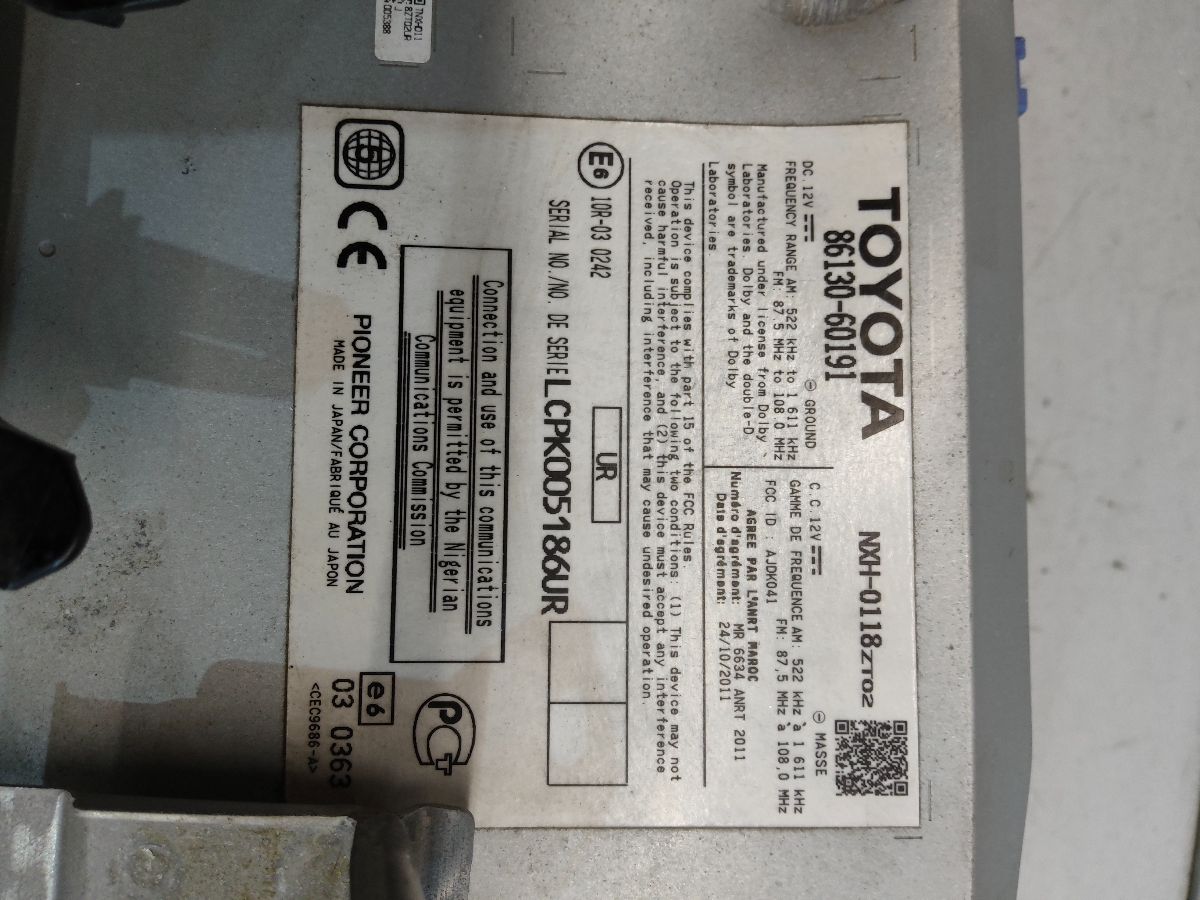 TOYOTA
NXH-0118ZT02
86130-60191
DC 12V
⊖ GROUND
FREQUENCY RANGE AM: 522 kHz to 1 611 kHz
FM: 87.5 MHz to 108.0 MHz
Manufactured under license from Dolby
Laboratories. Dolby and the double-D
symbol are trademarks of Dolby
Laboratories
C.C 12V
⊖ MASSE
GAMME DE FREQUENCE AM: 522 kHz à 1 611 kHz
FM: 87,5 MHz à 108,0 MHz
FCC ID : AJDK041
AGREE PAR L'ANRT MAROC
Numéro d'agrément: MR 6634 ANRT 2011
Date d'agrément: 24/10/2011
This device complies with part 15 of the FCC Rules
Operation is subject to the following two conditions: (1) This device may not
cause harmful interference, and (2) this device must accept any interference
received, including interference that may cause undesired operation.
E6 10R-03 0242
UR
SERIAL NO./NO. DE SERIE LCPK005186UR
Connection and use of this communications
equipment is permitted by the Nigerian
Communications Commission
CE
PIONEER CORPORATION
MADE IN JAPAN/FABRIQUÉ AU JAPON
e6
03 0363
<CEC9686-A>
005388